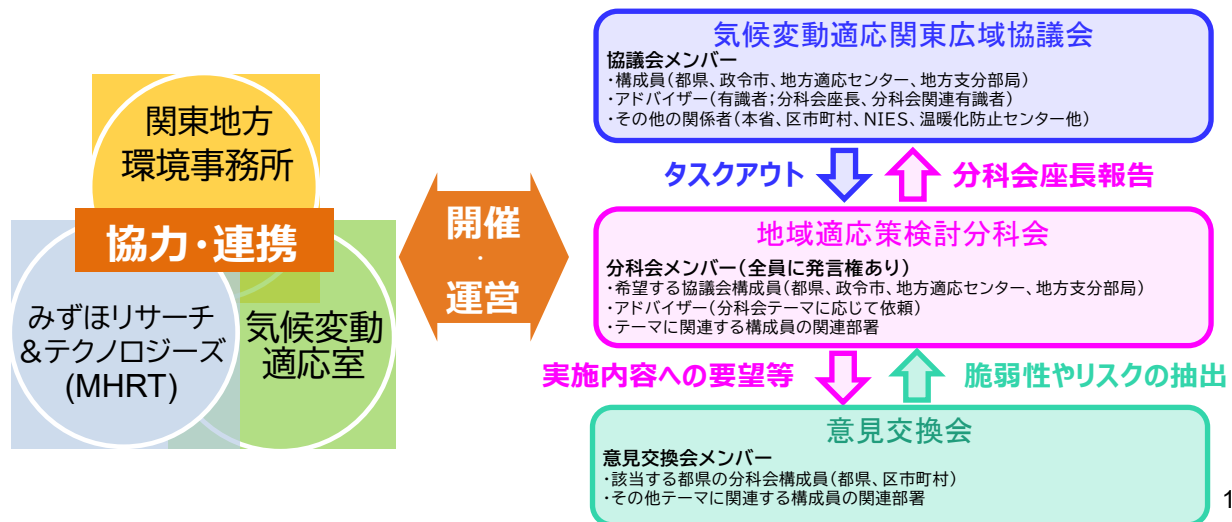 関東地方
環境事務所
協力・連携
みずほリサーチ
&テクノロジーズ
(MHRT)
気候変動
適応室
開催
・
運営
気候変動適応関東広域協議会
協議会メンバー
・構成員(都県、政令市、地方適応センター、地方支分部局)
・アドバイザー(有識者;分科会座長、分科会関連有識者)
・その他の関係者(本省、区市町村、NIES、温暖化防止センター他)
タスクアウト
分科会座長報告
地域適応策検討分科会
分科会メンバー(全員に発言権あり)
・希望する協議会構成員(都県、政令市、地方適応センター、地方支分部局)
・アドバイザー(分科会テーマに応じて依頼)
・テーマに関連する構成員の関連部署
実施内容への要望等
脆弱性やリスクの抽出
意見交換会
意見交換会メンバー
・該当する都県の分科会構成員(都県、区市町村)
・その他テーマに関連する構成員の関連部署
1